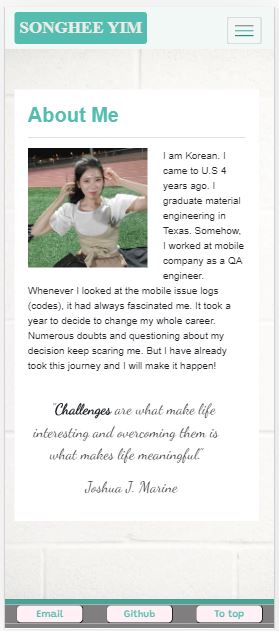 SONGHEE YIM
About Me
I am Korean. I
came to U.S 4
years ago. I
graduate material
engineering in
Texas. Somehow,
I worked at mobile
company as a QA
engineer.
Whenever I looked at the mobile issue logs
(codes), it had always fascinated me. It took a
year to decide to change my whole career.
Numerous doubts and questioning about my
decision keep scaring me. But I have already
took this journey and I will make it happen!
"Challenges are what make life
interesting and overcoming them is
what makes life meaningful."
Joshua J. Marine
Email
Github
To top